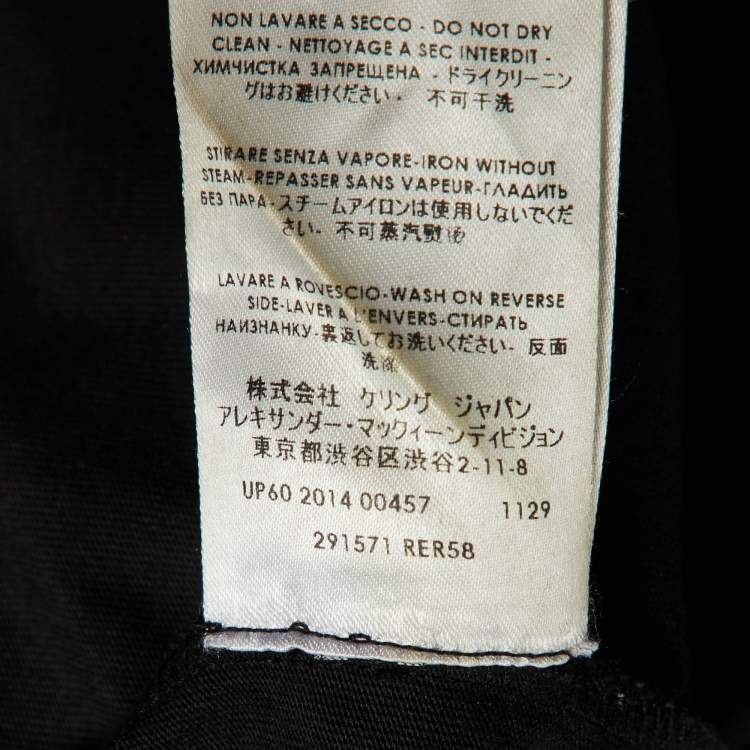 NON LAVARE A SECCO - DO NOT DRY
CLEAN - NETTOYAGE A SEC INTERDIT -
ХИМЧИСТКА ЗАПРЕЩЕНА - ドライクリーニン
グはお避けください - 不可干洗
STIRARE SENZA VAPORE-IRON WITHOUT
STEAM-REPASSER SANS VAPEUR-ГЛАДИТЬ
БЕЗ ПАРА-スチームアイロンは使用しないでくだ
さい- 不可蒸汽熨烫
LAVARE A ROVESCIO-WASH ON REVERSE
SIDE-LAVER A L'ENVERS-СТИРАТЬ
НАИЗНАНКУ-裏返してお洗いください- 反面
洗涤
株式会社 ケリング ジャパン
アレキサンダー・マックィーンディビジョン
東京都渋谷区渋谷2-11-8
UP60 2014 00457 1129
291571 RER58